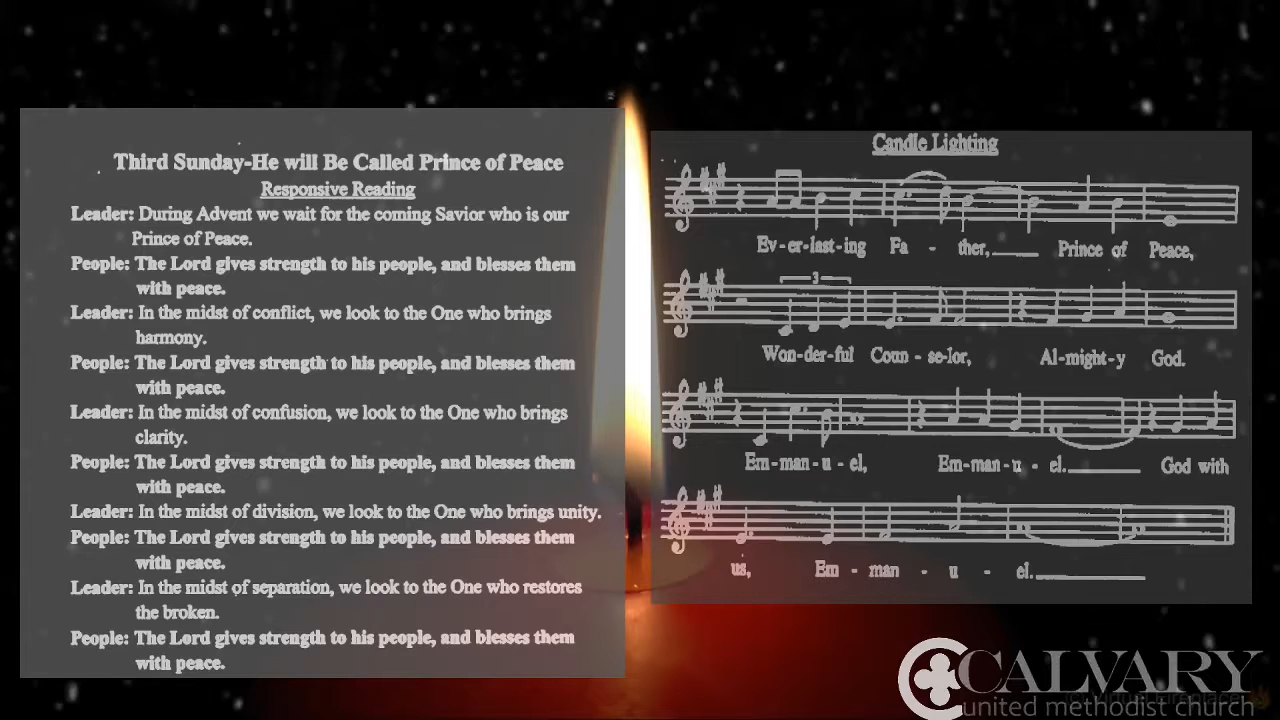 Third Sunday-He will Be Called Prince of Peace
Responsive Reading
Leader: During Advent we wait for the coming Savior who is our
Prince of Peace.
People: The Lord gives strength to his people, and blesses them
with peace.
Leader: In the midst of conflict, we look to the One who brings
harmony.
People: The Lord gives strength to his people, and blesses them
with peace.
Leader: In the midst of confusion, we look to the One who brings
clarity.
People: The Lord gives strength to his people, and blesses them
with peace.
Leader: In the midst of division, we look to the One who brings unity.
People: The Lord gives strength to his people, and blesses them
with peace.
Leader: In the midst of separation, we look to the One who restores
the broken.
People: The Lord gives strength to his people, and blesses them
with peace.
Candle Lighting
Ev-er-last-ing Fa - ther,____ Prince of Peace,
3
Won-der-ful Coun - se-lor, Al-might-y God.
Em-man-u-el, Em-man-u - el.____ God with
us, Em - man - u - el.____
CALVARY
united methodist church